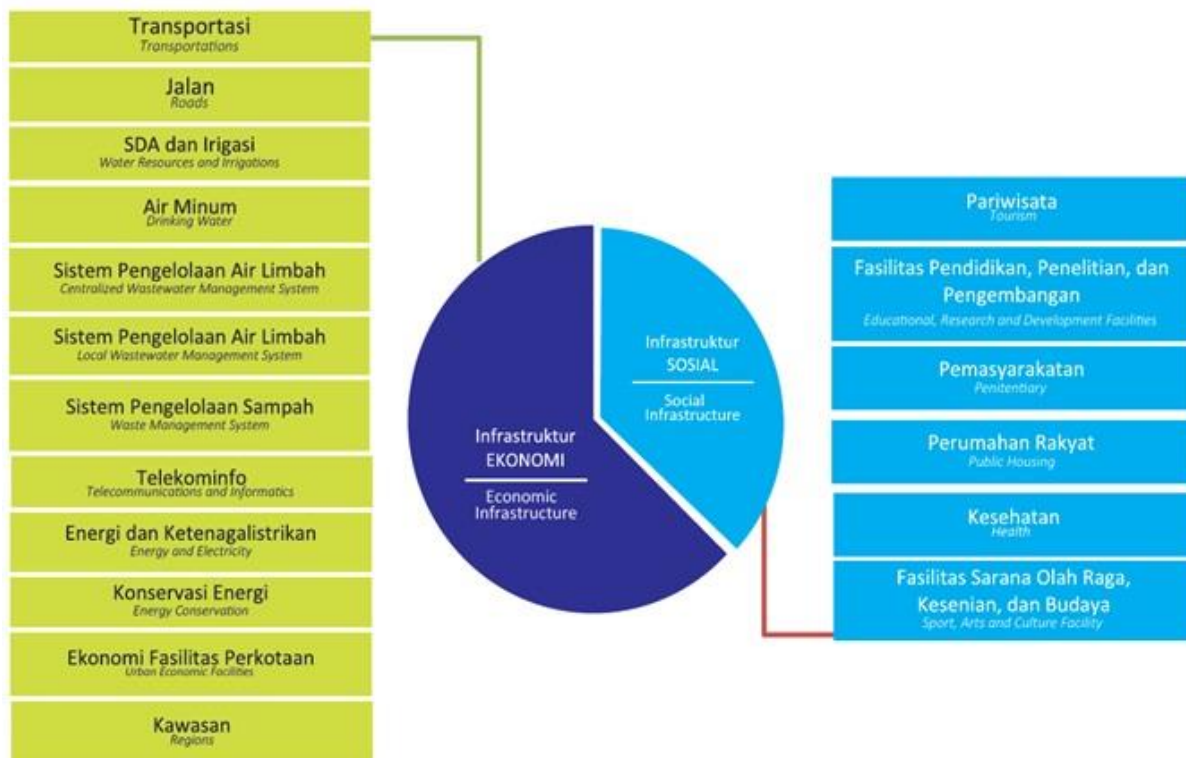 Transportasi
Transportations
Jalan
Roads
SDA dan Irigasi
Water Resources and Irrigations
Air Minum
Drinking Water
Sistem Pengelolaan Air Limbah
Centralized Wastewater Management System
Sistem Pengelolaan Air Limbah
Local Wastewater Management System
Sistem Pengelolaan Sampah
Waste Management System
Telekominfo
Telecommunications and Informatics
Energi dan Ketenagalistrikan
Energy and Electricity
Konservasi Energi
Energy Conservation
Ekonomi Fasilitas Perkotaan
Urban Economic Facilities
Kawasan
Regions
Infrastruktur
EKONOMI
Economic
Infrastructure
Infrastruktur
SOSIAL
Social
Infrastructure
Pariwisata
Tourism
Fasilitas Pendidikan, Penelitian, dan
Pengembangan
Educational, Research and Development Facilities
Pemasyarakatan
Penitentiary
Perumahan Rakyat
Public Housing
Kesehatan
Health
Fasilitas Sarana Olah Raga,
Kesenian, dan Budaya
Sport, Arts and Culture Facility